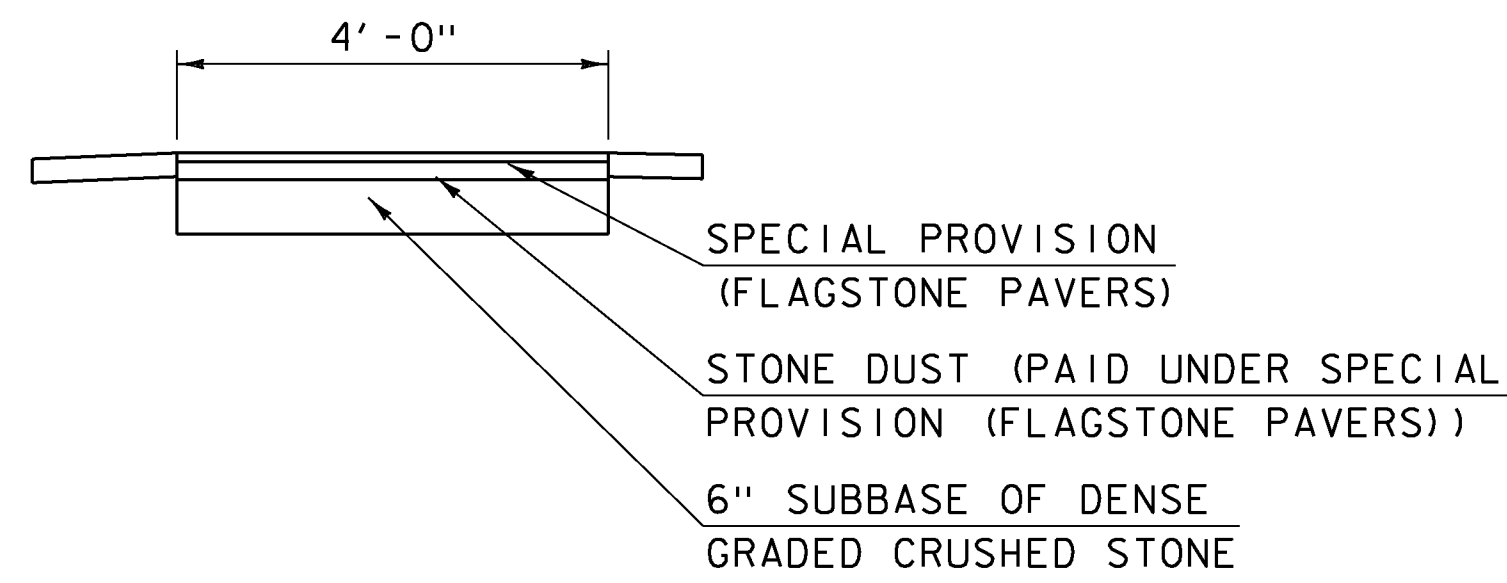 4'-0"
SPECIAL PROVISION
(FLAGSTONE PAVERS)
STONE DUST (PAID UNDER SPECIAL
PROVISION (FLAGSTONE PAVERS))
6" SUBBASE OF DENSE
GRADED CRUSHED STONE